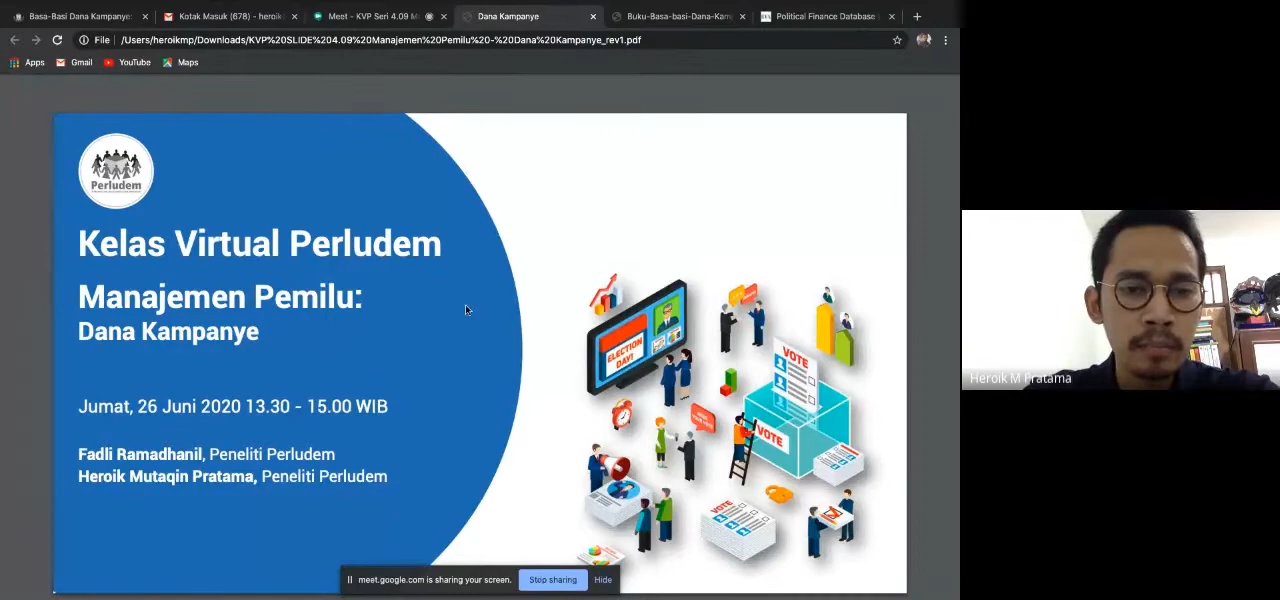 Basa-Basi Dana Kampanye:
Kotak Masuk (678) - heroik
Meet - KVP Seri 4.09 M
Dana Kampanye
Buku-Basa-basi-Dana-Kam
Political Finance Database
File
/Users/heroikmp/Downloads/KVP%20SLIDE%204.09%20Manajemen%20Pemilu%20-%20Dana%20Kampanye_rev1.pdf
Apps
Gmail
YouTube
Maps
Perludem
Kelas Virtual Perludem
Manajemen Pemilu:
Dana Kampanye
Jumat, 26 Juni 2020 13.30 - 15.00 WIB
Fadli Ramadhanil, Peneliti Perludem
Heroik Mutaqin Pratama, Peneliti Perludem
ELECTION
DAY!
VOTE
VOTE
VOTE
meet.google.com is sharing your screen.
Stop sharing
Hide
Heroik M Pratama